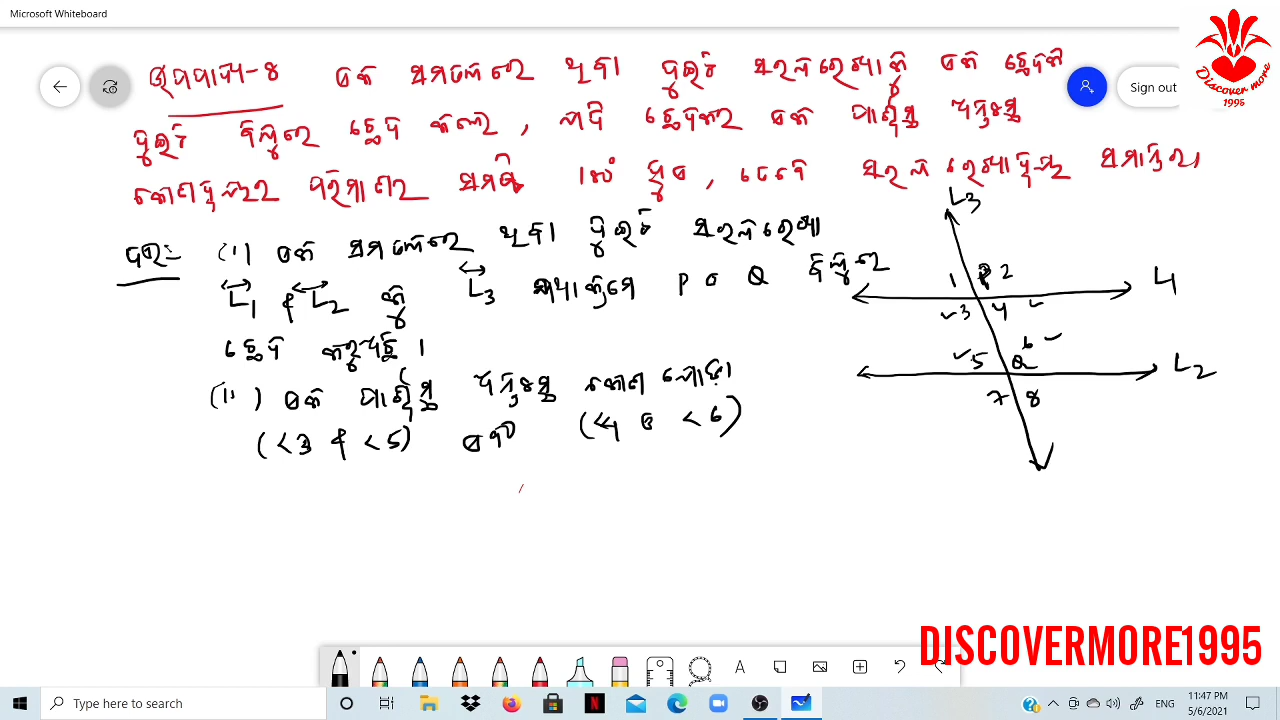 Microsoft Whiteboard
ଉପପାଦ୍ୟ-୪ ଏକ ସମତଳରେ ଥିବା ଦୁଇଟି ସରଳରେଖାକୁ ଏକ ଛେଦକ
ଦୁଇଟି ବିନ୍ଦୁରେ ଛେଦ କଲେ, ଯଦି ଛେଦକର ଏକ ପାର୍ଶ୍ୱସ୍ଥ ଅନ୍ତଃସ୍ଥ
କୋଣଦ୍ୱୟର ପରିମାଣର ସମଷ୍ଟି 180 ହୁଏ, ତେବେ ସରଳରେଖାଦ୍ୱୟ ସମାନ୍ତର।
ଦତ୍ତ:- (i) ଏକ ସମତଳରେ ଥିବା ଦୁଇଟି ସରଳରେଖା
L1 ଓ L2 କୁ L3 ଯଥାକ୍ରମେ P ଓ Q ବିନ୍ଦୁରେ
ଛେଦ କରୁଅଛି।
(ii) ଏକ ପାର୍ଶ୍ୱସ୍ଥ ଅନ୍ତଃସ୍ଥ କୋଣ ଯୋଡ଼ା
(<3 ଓ <5) ଏବଂ (<4 ଓ <6)
L3
1 P 2
3 4
L1
5 6
Q
7 8
L2
Discover more
1995
Sign out
DISCOVERMORE1995
Type here to search
ENG
11:47 PM
5/6/2021